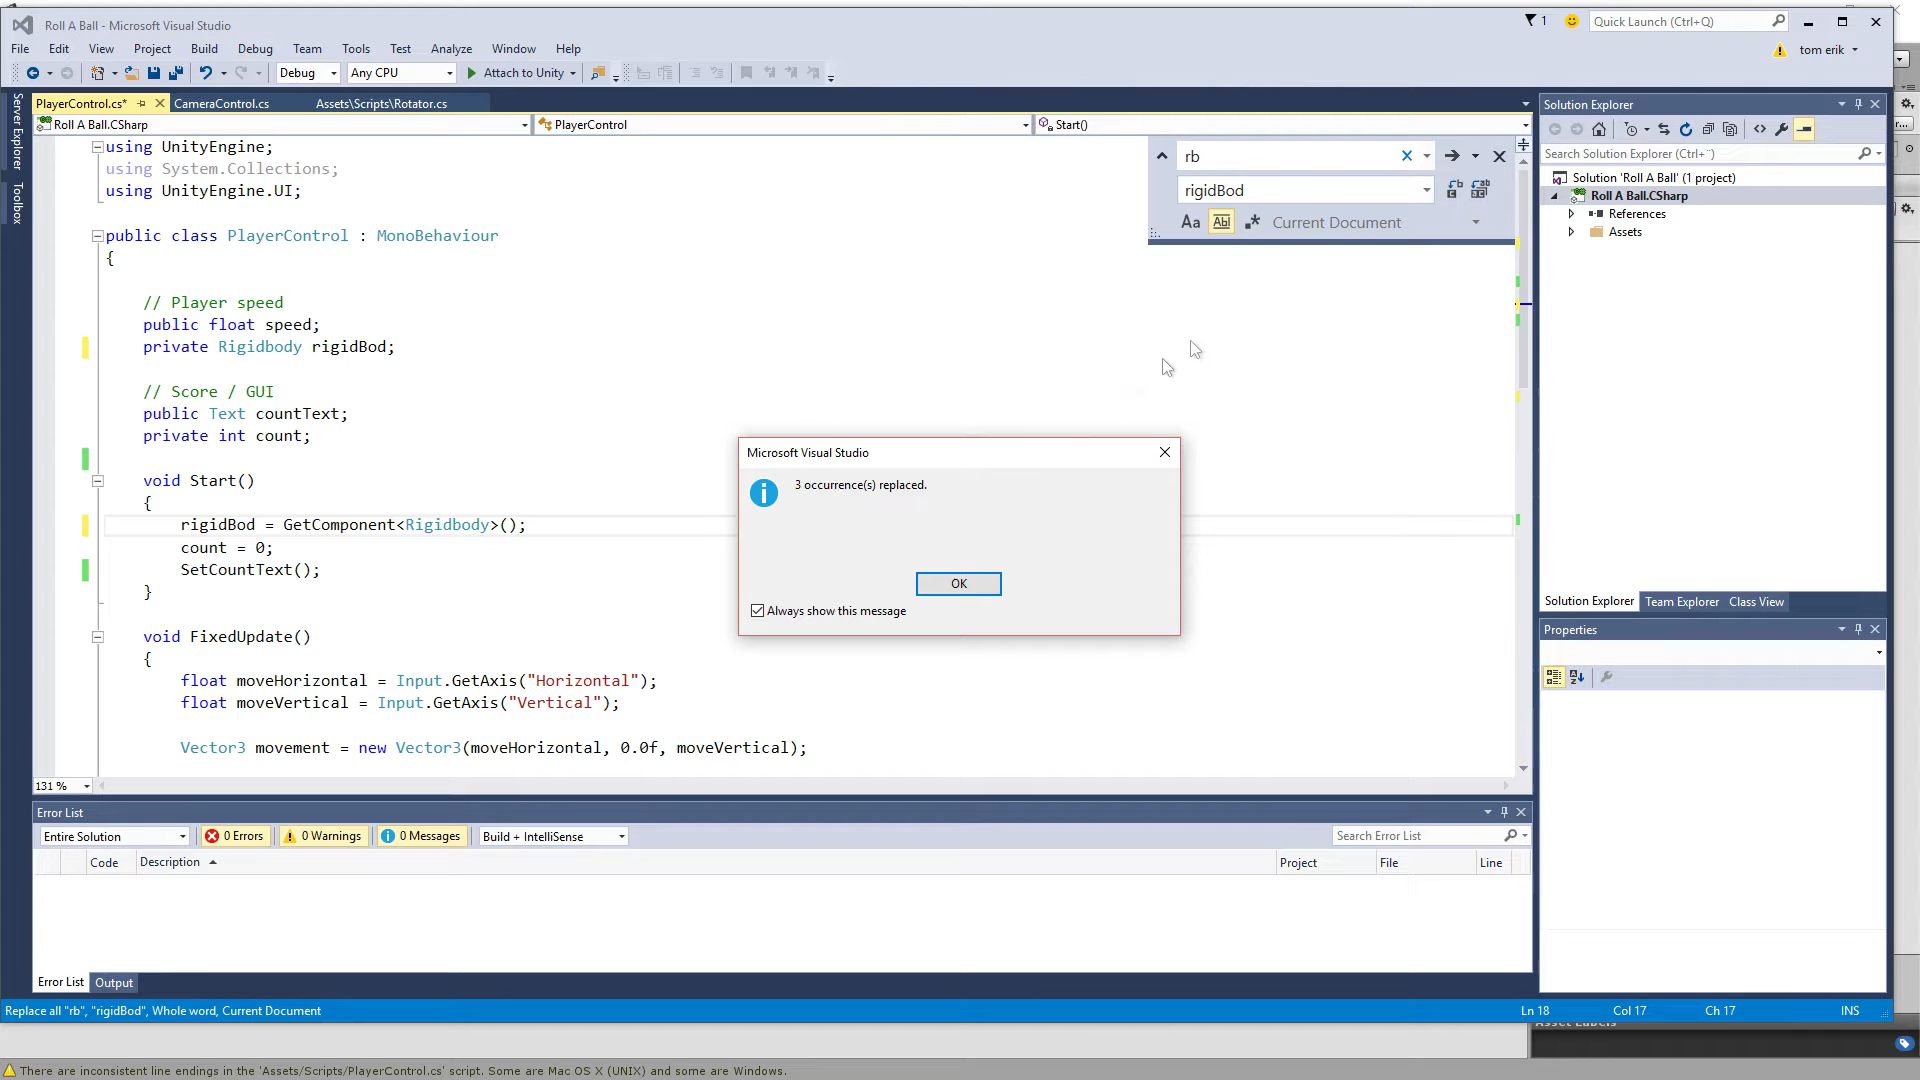 Roll A Ball - Microsoft Visual Studio
1
Quick Launch (Ctrl+Q)
File Edit View Project Build Debug Team Tools Test Analyze Window Help
tom erik
Debug
Any CPU
Attach to Unity
Server Explorer
Toolbox
PlayerControl.cs*
CameraControl.cs
Assets\Scripts\Rotator.cs
Roll A Ball.CSharp
PlayerControl
Start()
using UnityEngine;
using System.Collections;
using UnityEngine.UI;
public class PlayerControl : MonoBehaviour
{
// Player speed
public float speed;
private Rigidbody rigidBod;
// Score / GUI
public Text countText;
private int count;
void Start()
{
rigidBod = GetComponent<Rigidbody>();
count = 0;
SetCountText();
}
void FixedUpdate()
{
float moveHorizontal = Input.GetAxis("Horizontal");
float moveVertical = Input.GetAxis("Vertical");
Vector3 movement = new Vector3(moveHorizontal, 0.0f, moveVertical);
131 %
rb
rigidBod
Aa
Current Document
Microsoft Visual Studio
3 occurrence(s) replaced.
OK
Always show this message
Solution Explorer
Search Solution Explorer (Ctrl+¨)
Solution 'Roll A Ball' (1 project)
Roll A Ball.CSharp
References
Assets
Solution Explorer Team Explorer Class View
Properties
Error List
Entire Solution
0 Errors
0 Warnings
0 Messages
Build + IntelliSense
Search Error List
Code Description Project File Line
Error List Output
Replace all "rb", "rigidBod", Whole word, Current Document
Ln 18 Col 17 Ch 17 INS
Asset Labels
There are inconsistent line endings in the 'Assets/Scripts/PlayerControl.cs' script. Some are Mac OS X (UNIX) and some are Windows.